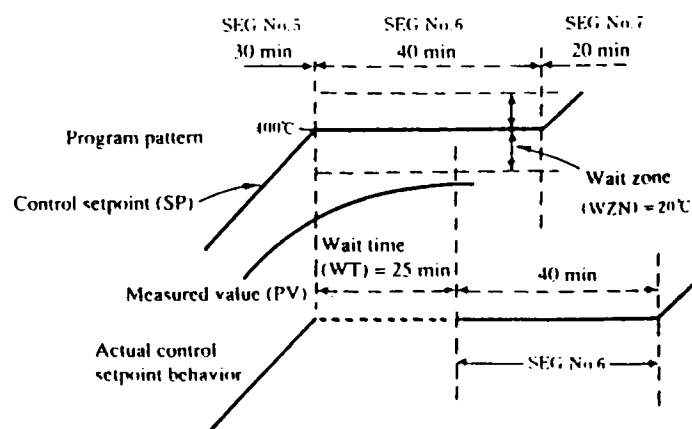 SEG No.5
SEG No.6
SEG No.7
30 min
40 min
20 min
400℃
Program pattern
Control setpoint (SP)
Wait zone
(WZN) = 20℃
Wait time
(WT) = 25 min
40 min
Measured value (PV)
Actual control
setpoint behavior
SEG No.6